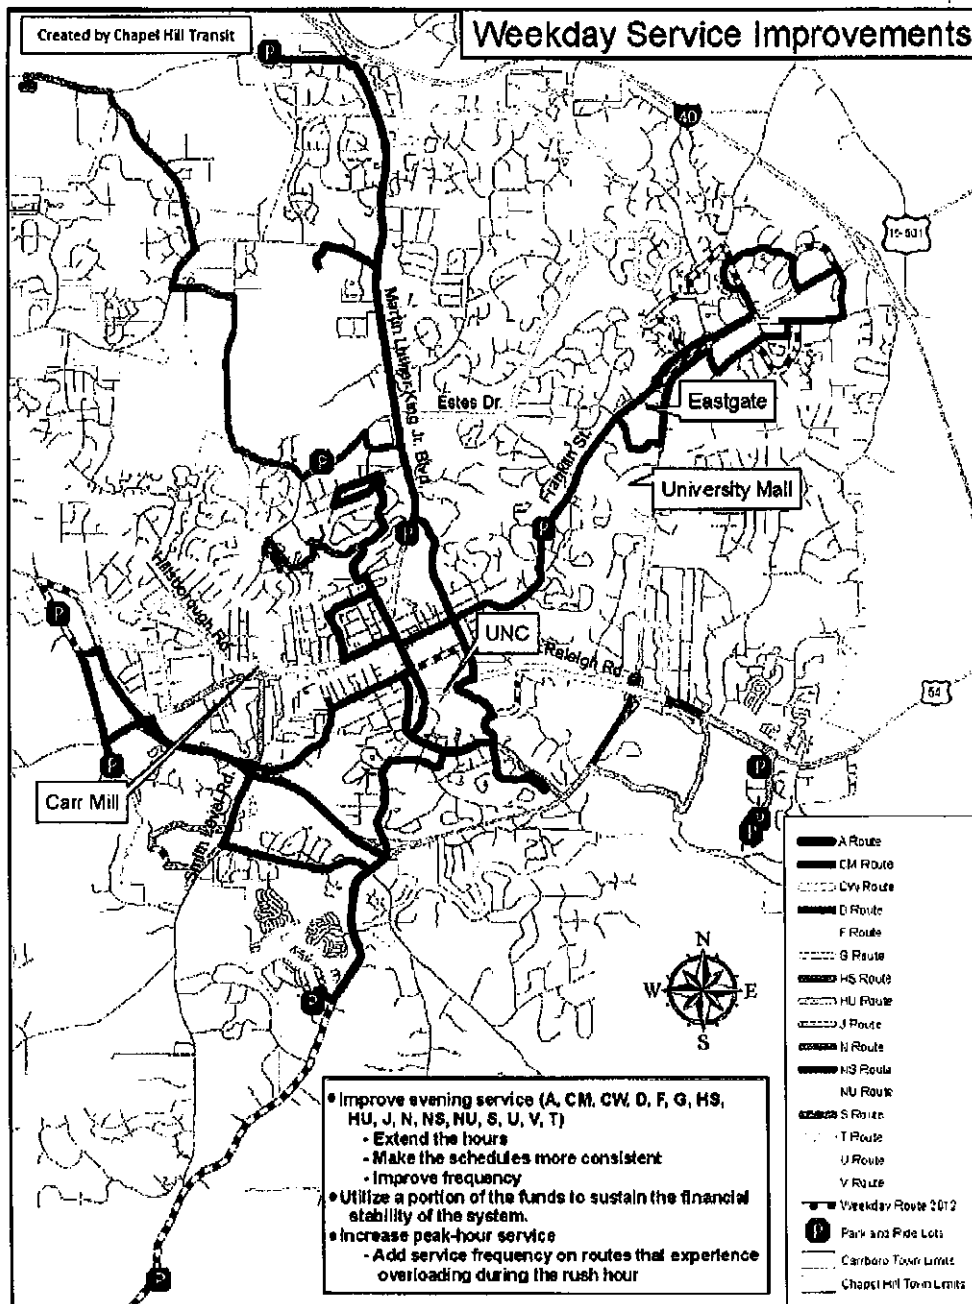 Created by Chapel Hill Transit
Weekday Service Improvements
40
15-501
Martin Luther King Jr. Blvd.
Estes Dr.
Eastgate
Franklin St.
University Mall
Hillsborough Rd.
UNC
Raleigh Rd.
54
Carr Mill
Smith Level Rd.
P
P
P
P
P
P
P
P
P
P
P
N
W
E
S
A Route
CM Route
CW Route
D Route
F Route
G Route
HS Route
HU Route
J Route
N Route
NS Route
NU Route
S Route
T Route
U Route
V Route
Weekday Route 2012
P Park and Ride Lots
Carrboro Town Limits
Chapel Hill Town Limits
• Improve evening service (A, CM, CW, D, F, G, HS,
HU, J, N, NS, NU, S, U, V, T)
- Extend the hours
- Make the schedules more consistent
- Improve frequency
• Utilize a portion of the funds to sustain the financial
stability of the system.
• Increase peak-hour service
- Add service frequency on routes that experience
overloading during the rush hour